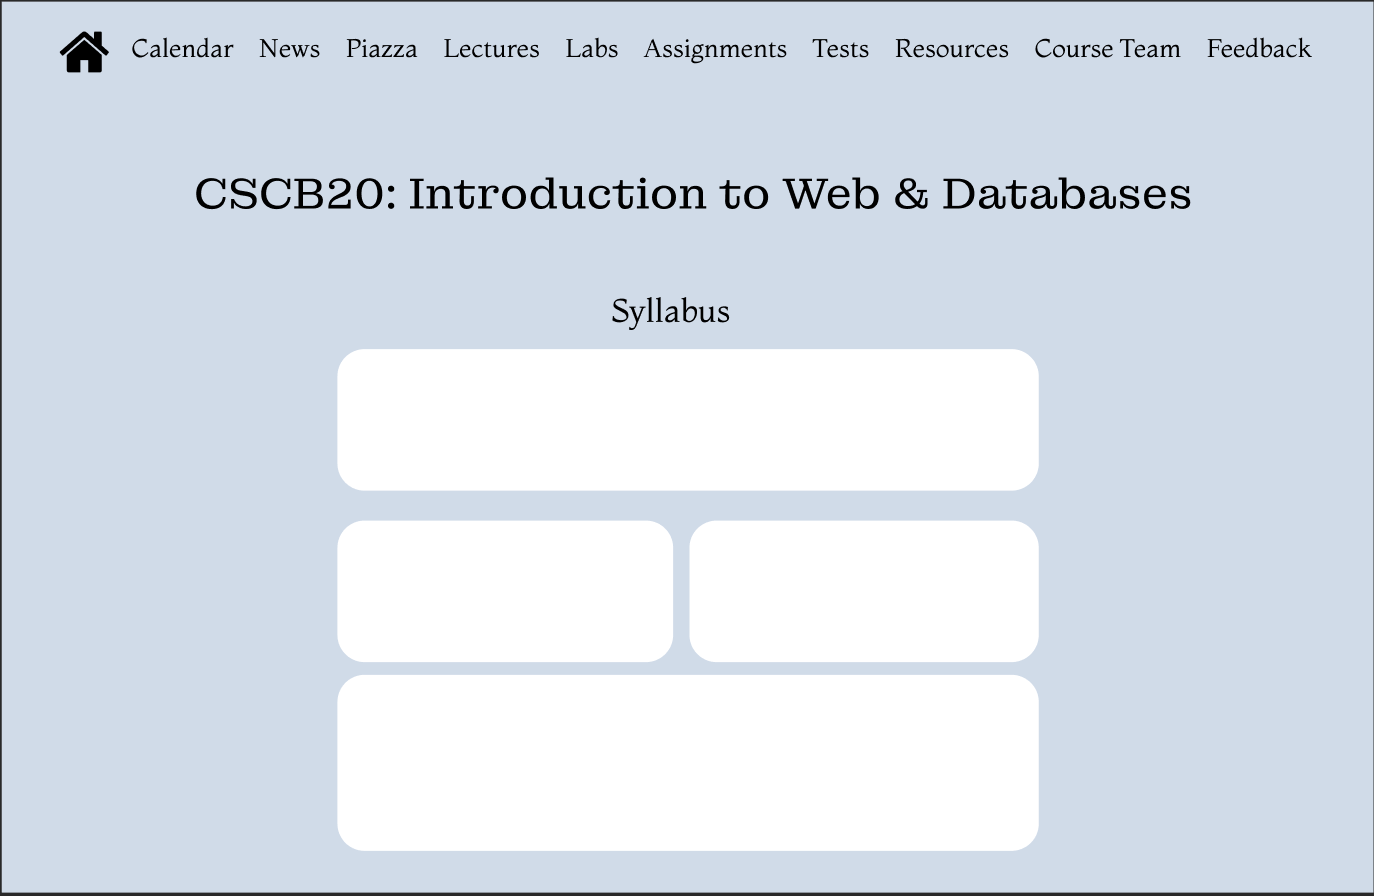 Calendar News Piazza Lectures Labs Assignments Tests Resources Course Team Feedback
CSCB20: Introduction to Web & Databases
Syllabus